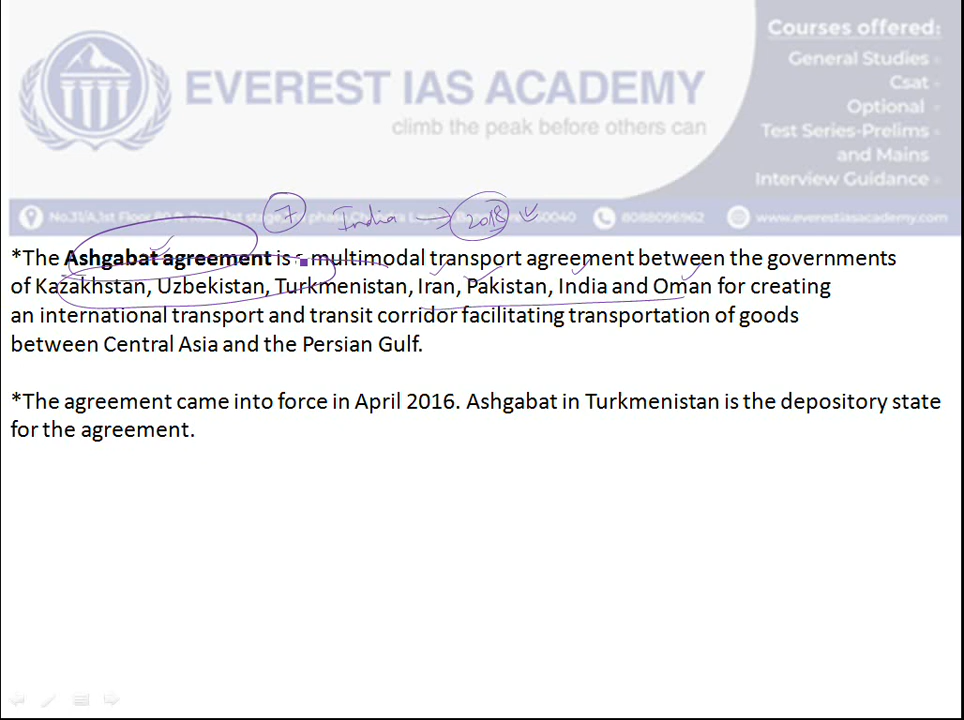 Courses offered:
General Studies
Csat
EVEREST IAS ACADEMY
Optional
climb the peak before others can
Test Series-Prelims
and Mains
Interview Guidance
7 India → 2018
8088096962
www.everestiasacademy.com
*The Ashgabat agreement is multimodal transport agreement between the governments
of Kazakhstan, Uzbekistan, Turkmenistan, Iran, Pakistan, India and Oman for creating
an international transport and transit corridor facilitating transportation of goods
between Central Asia and the Persian Gulf.
*The agreement came into force in April 2016. Ashgabat in Turkmenistan is the depository state
for the agreement.